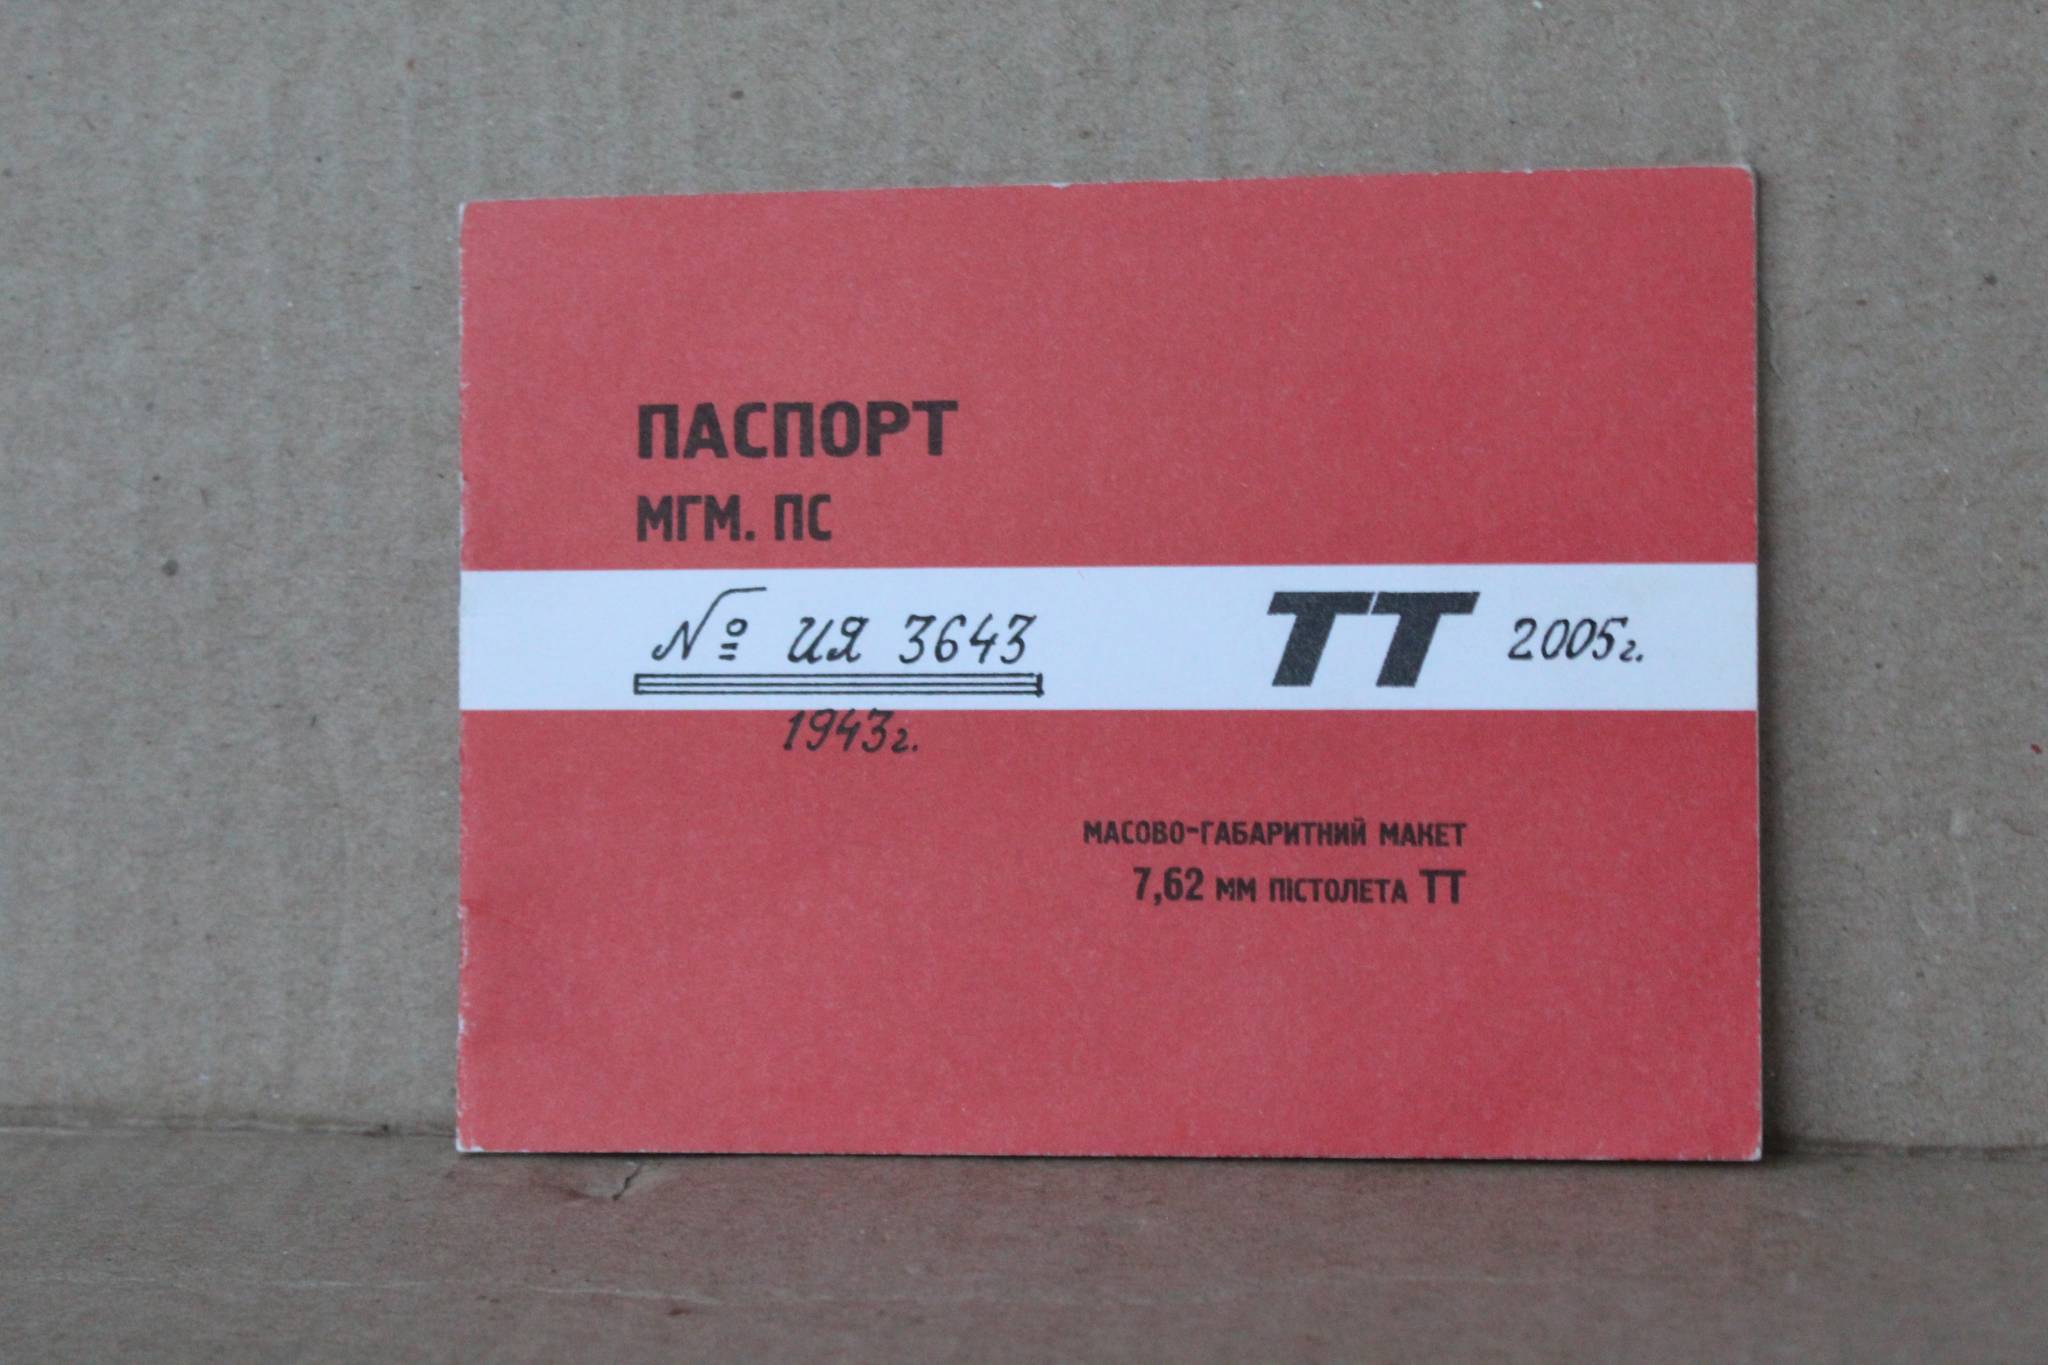 ПАСПОРТ
МГМ. ПС
№ ИЯ 3643
ТТ 2005г.
1943г.
МАСОВО-ГАБАРИТНИЙ МАКЕТ
7,62 мм пістолета ТТ